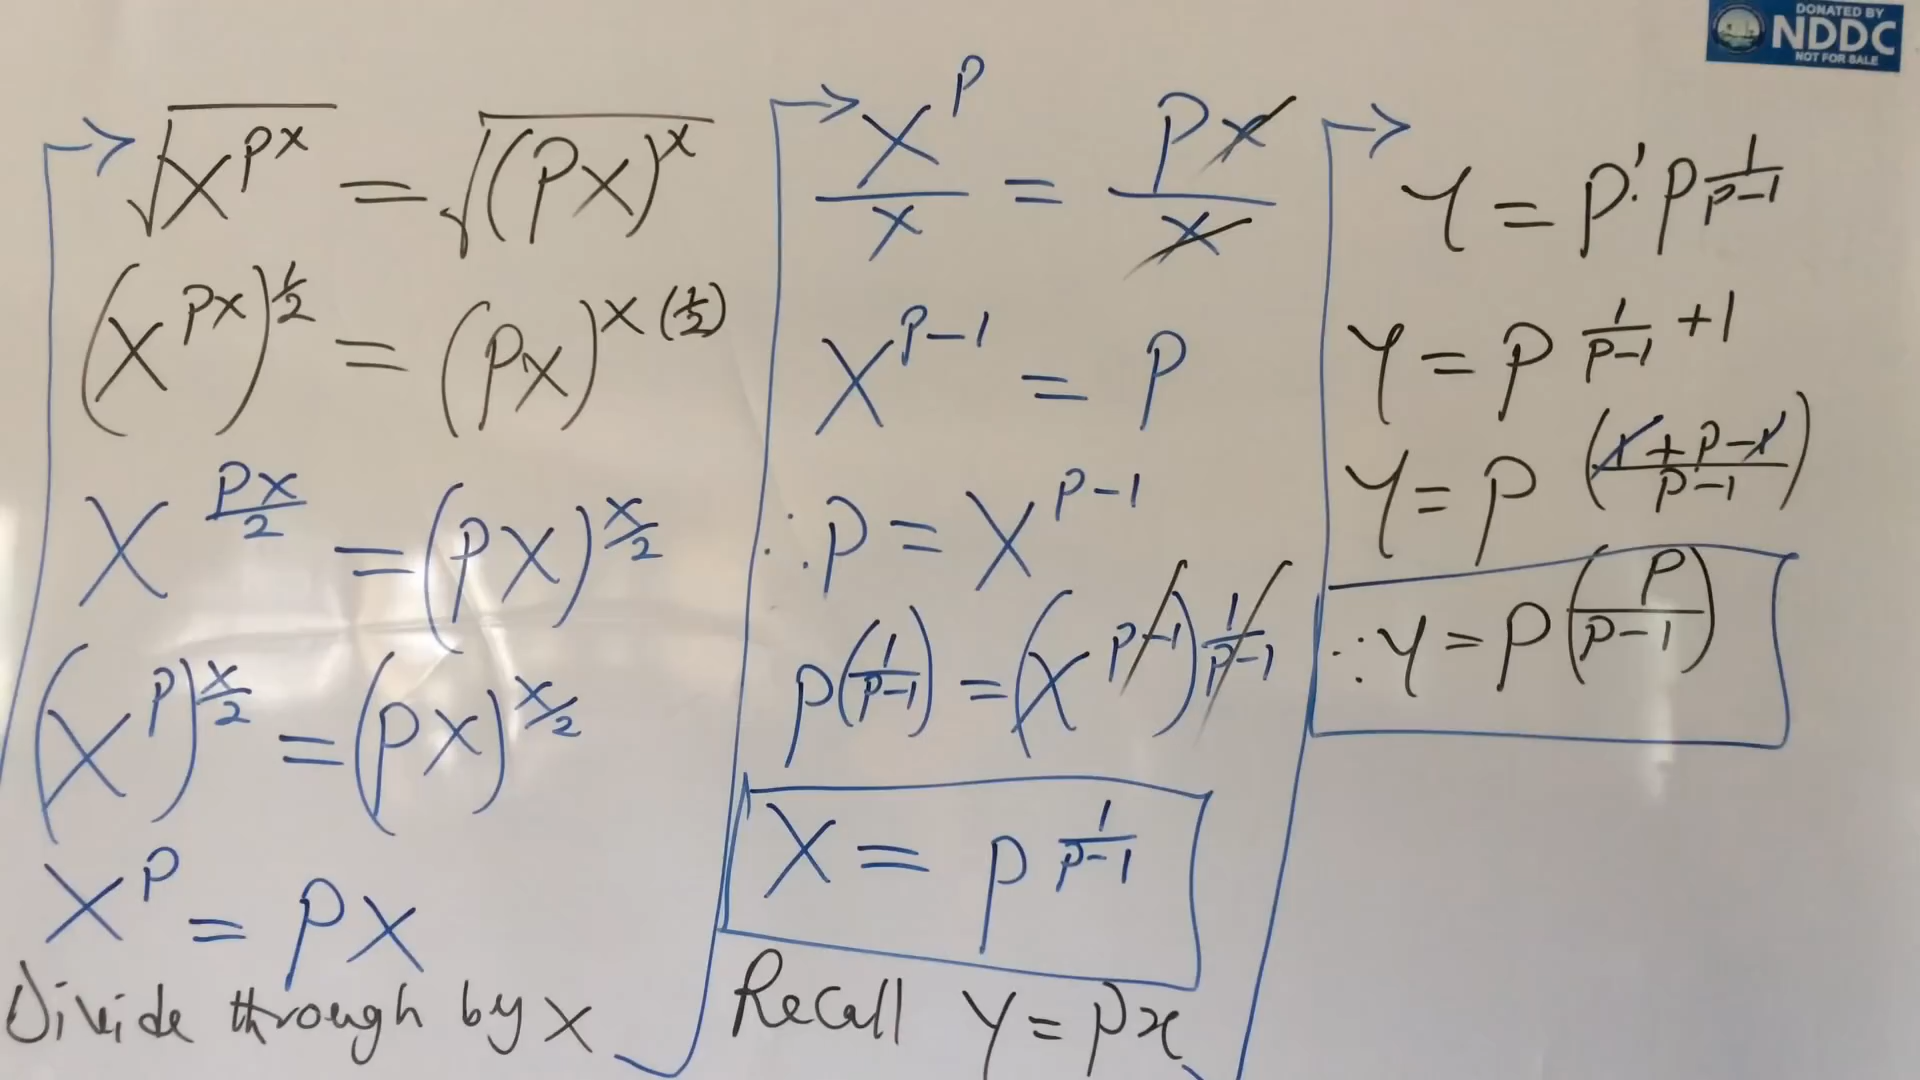 DONATED BY
NDDC
NOT FOR SALE
→ √(X^(PX)) = √((PX)^x)
(X^(PX))^(1/2) = (PX)^(X(1/2))
X^(PX/2) = (PX)^(X/2)
(X^P)^(X/2) = (PX)^(X/2)
X^P = PX
Divide through by X
→ X^P/X = PX/X
X^(P-1) = P
∴ P = X^(P-1)
P^(1/(P-1)) = (X^(P-1))^(1/(P-1))
X = P^(1/(P-1))
Recall Y = Px
→ Y = P^1 · P^(1/(P-1))
Y = P^(1/(P-1) + 1)
Y = P^((1+P-1)/(P-1))
∴ Y = P^(P/(P-1))